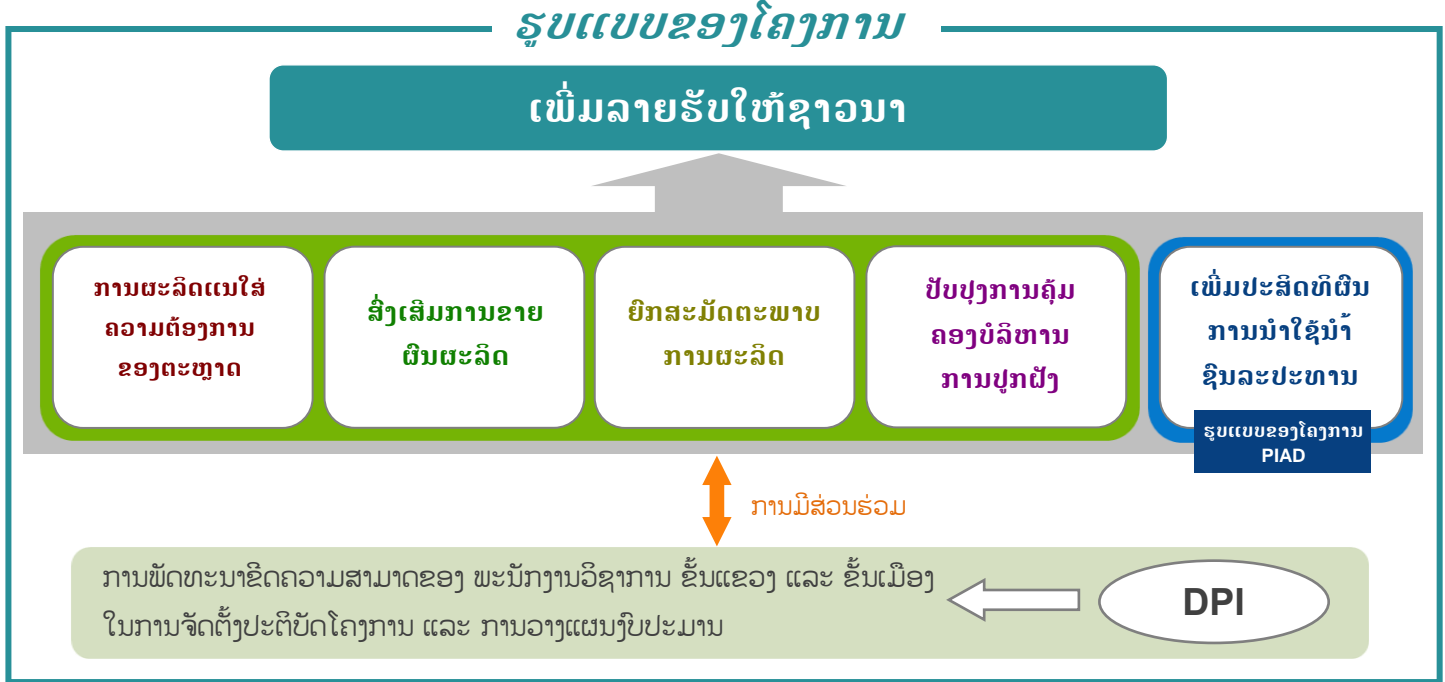 ຮູບແບບຂອງໂຄງການ
ເພີ່ມລາຍຮັບໃຫ້ຊາວນາ
ການຜະລິດແນໃສ່
ຄວາມຕ້ອງການ
ຂອງຕະຫຼາດ
ສົ່ງເສີມການຂາຍ
ຜົນຜະລິດ
ຍົກສະມັດຕະພາບ
ການຜະລິດ
ປັບປຸງການຄຸ້ມ
ຄອງບໍລິຫານ
ການປູກຝັງ
ເພີ່ມປະສິດທິຜົນ
ການນຳໃຊ້ນ້ຳ
ຊົນລະປະທານ
ຮູບແບບຂອງໂຄງການ
PIAD
ການມີສ່ວນຮ່ວມ
ການພັດທະນາຂີດຄວາມສາມາດຂອງ ພະນັກງານວິຊາການ ຂັ້ນແຂວງ ແລະ ຂັ້ນເມືອງ
ໃນການຈັດຕັ້ງປະຕິບັດໂຄງການ ແລະ ການວາງແຜນງົບປະມານ
DPI